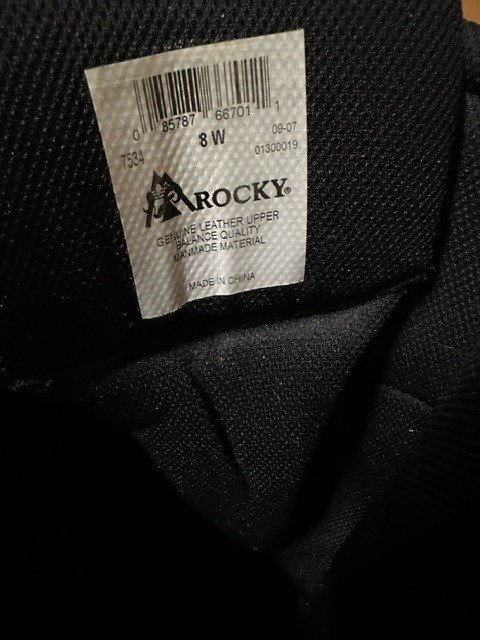 0 85787 66701 1
7534 8 W 09-07
01300019
ROCKY®
GENUINE LEATHER UPPER
BALANCE QUALITY
MANMADE MATERIAL
MADE IN CHINA